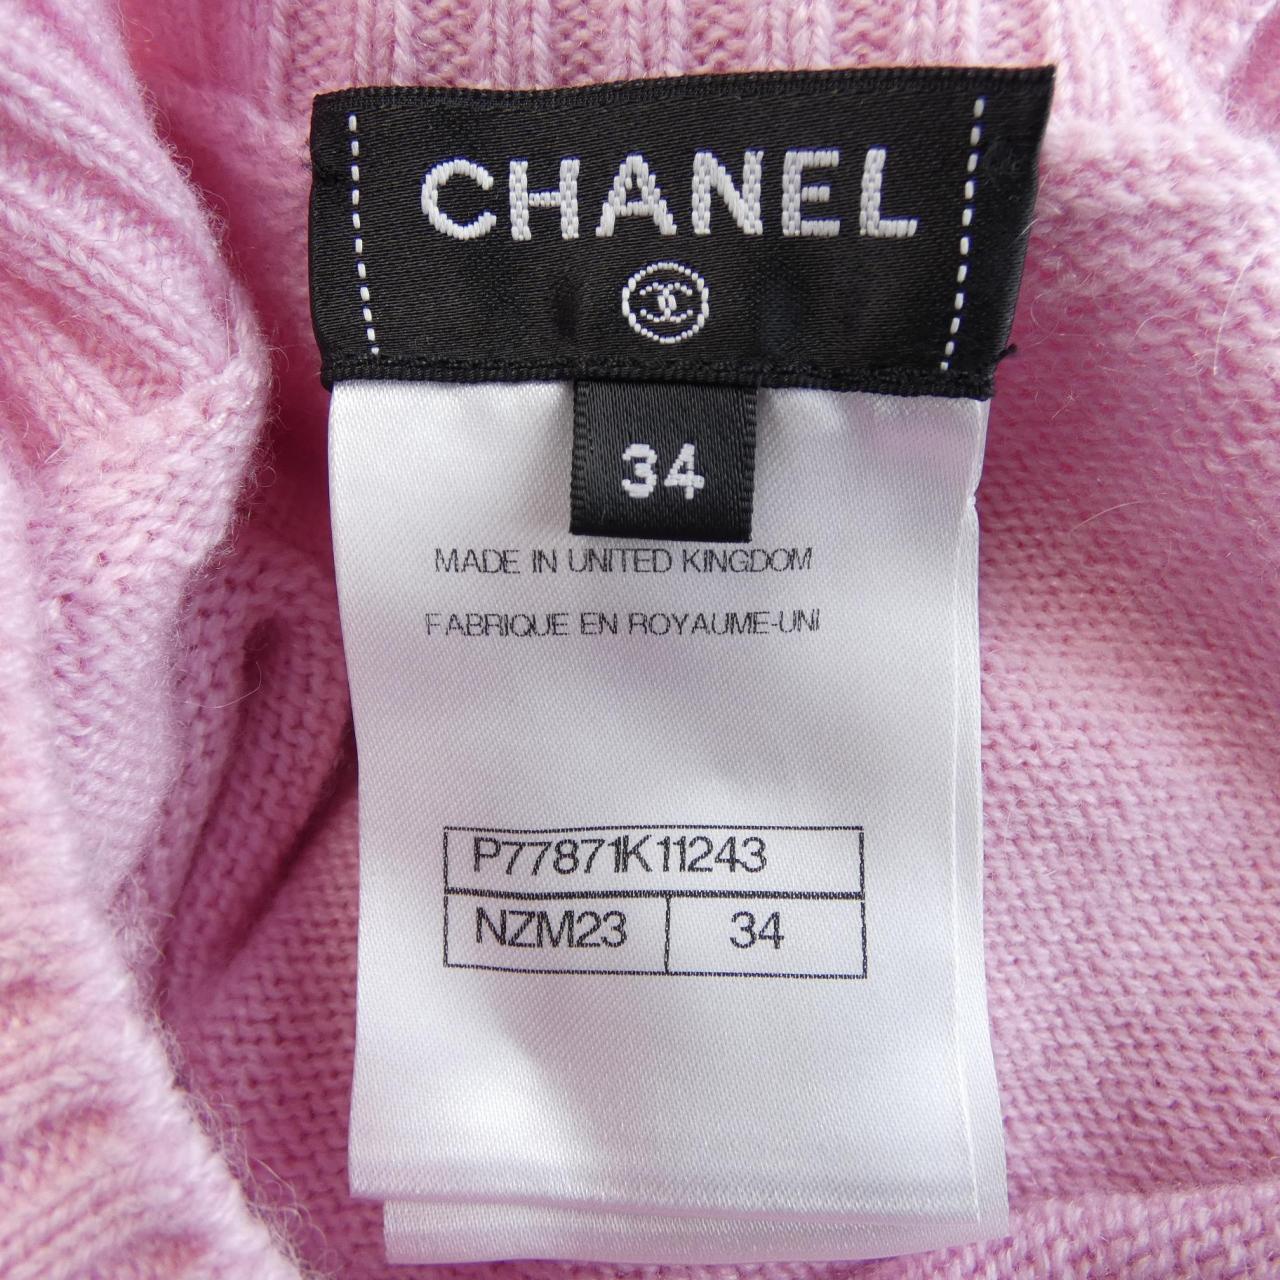 CHANEL
34
MADE IN UNITED KINGDOM
FABRIQUE EN ROYAUME-UNI
P77871K11243
NZM23 34